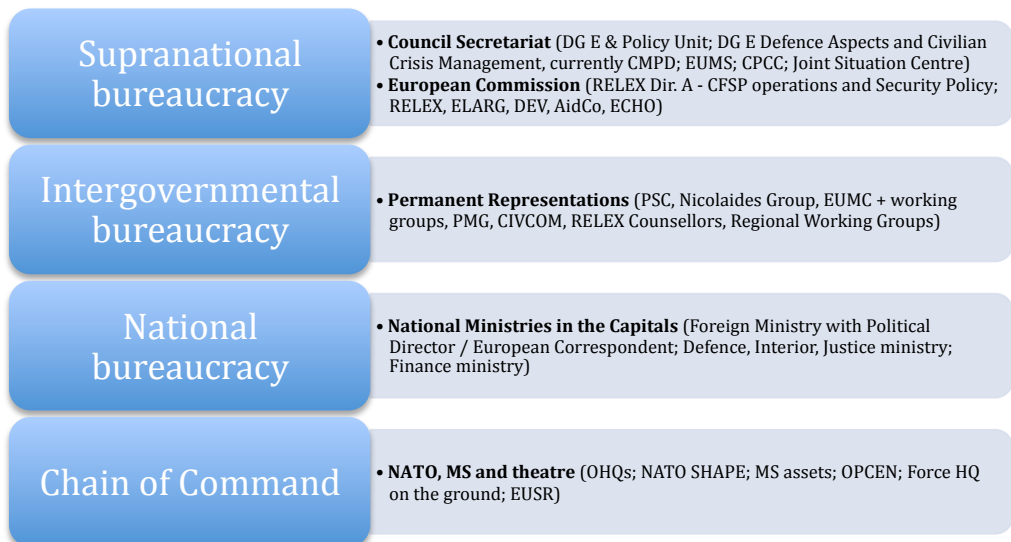 Supranational
bureaucracy
• Council Secretariat (DG E & Policy Unit; DG E Defence Aspects and Civilian
Crisis Management, currently CMPD; EUMS; CPCC; Joint Situation Centre)
• European Commission (RELEX Dir. A - CFSP operations and Security Policy;
RELEX, ELARG, DEV, AidCo, ECHO)
Intergovernmental
bureaucracy
• Permanent Representations (PSC, Nicolaides Group, EUMC + working
groups, PMG, CIVCOM, RELEX Counsellors, Regional Working Groups)
National
bureaucracy
• National Ministries in the Capitals (Foreign Ministry with Political
Director / European Correspondent; Defence, Interior, Justice ministry;
Finance ministry)
Chain of Command
• NATO, MS and theatre (OHQs; NATO SHAPE; MS assets; OPCEN; Force HQ
on the ground; EUSR)